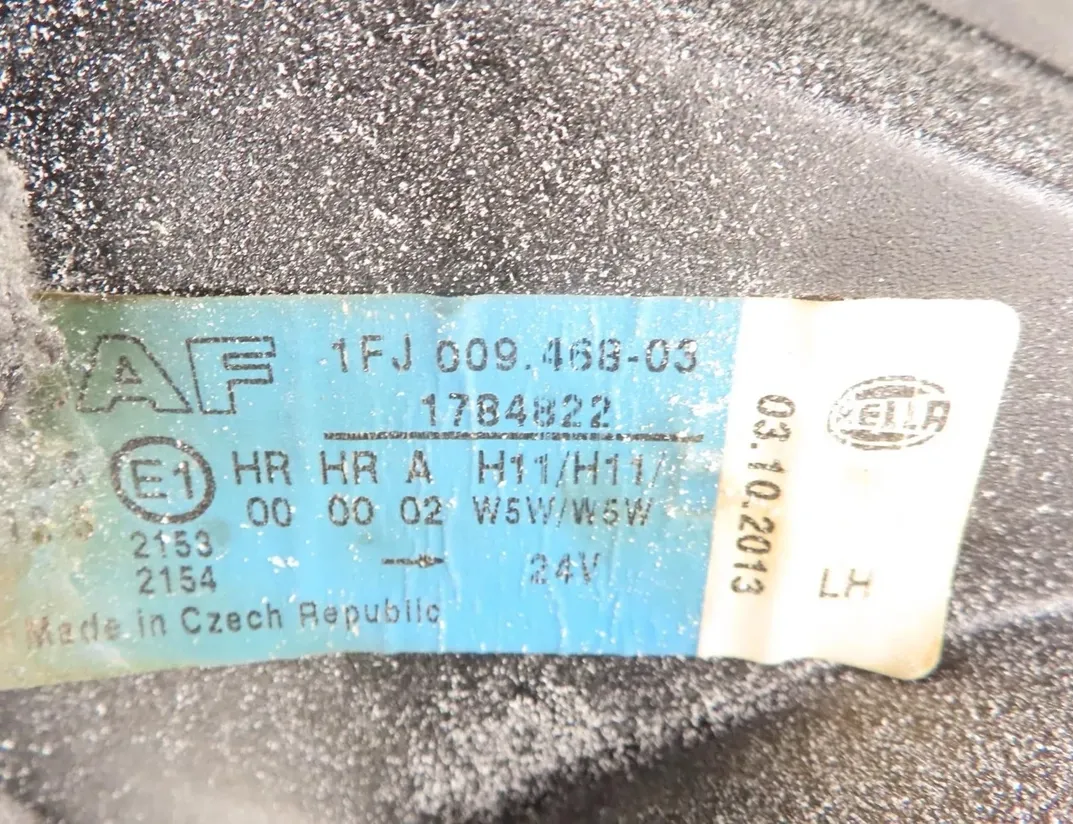 AF
1FJ 009.468-03
1784822
E1 HR HR A H11/H11/
00 00 02 W5W/W5W
2153
2154
24V
Made in Czech Republic
03.10.2013
HELLA
LH